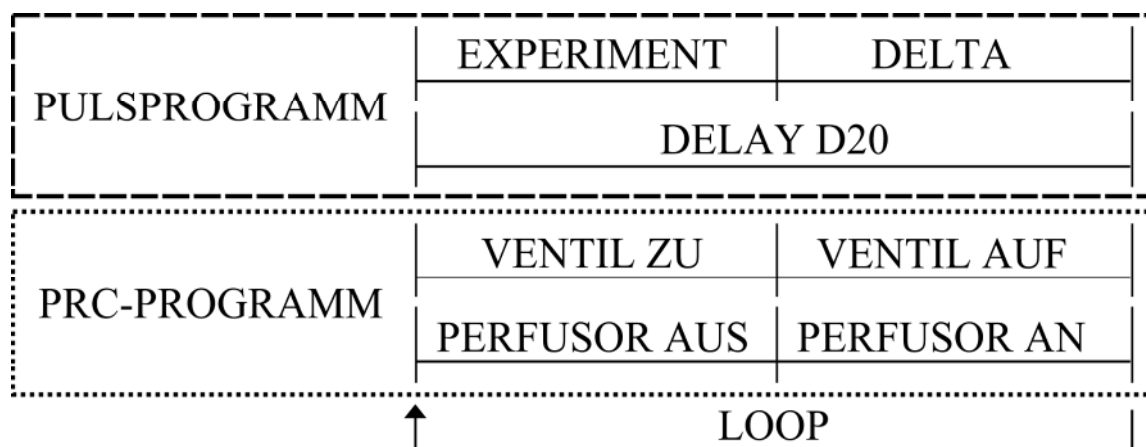 EXPERIMENT DELTA
PULSPROGRAMM
DELAY D20
VENTIL ZU VENTIL AUF
PRC-PROGRAMM
PERFUSOR AUS PERFUSOR AN
LOOP